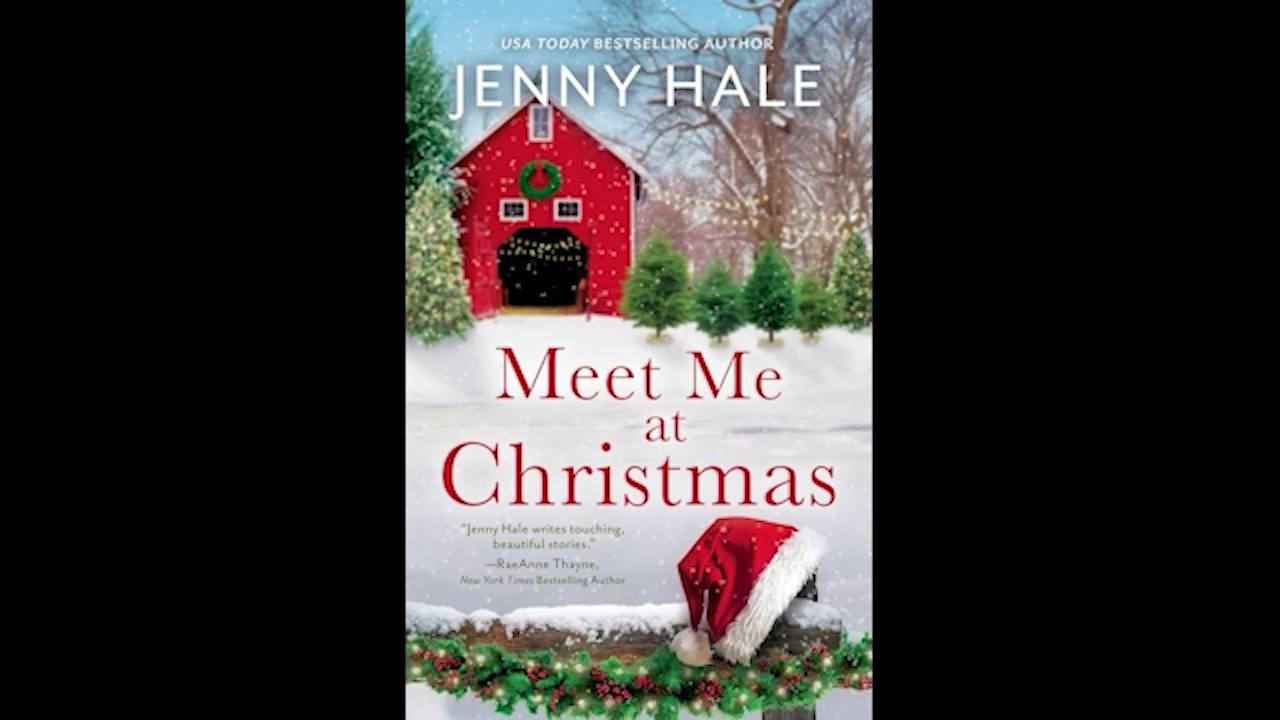 USA TODAY BESTSELLING AUTHOR
JENNY HALE
Meet Me
at
Christmas
"Jenny Hale writes touching,
beautiful stories."
—RaeAnne Thayne,
New York Times Bestselling Author